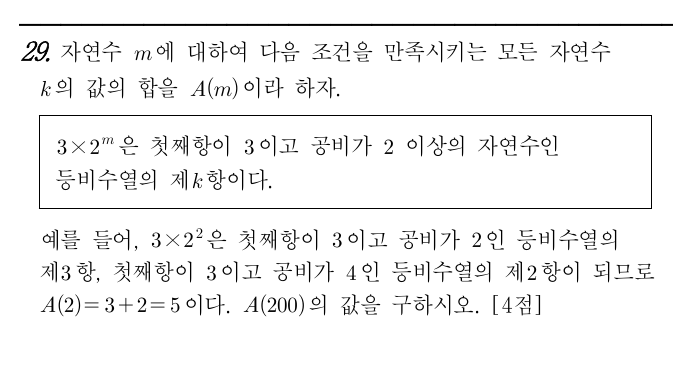 29. 자연수 m에 대하여 다음 조건을 만족시키는 모든 자연수
k의 값의 합을 A(m)이라 하자.
3×2^m은 첫째항이 3이고 공비가 2 이상의 자연수인
등비수열의 제k항이다.
예를 들어, 3×2²은 첫째항이 3이고 공비가 2인 등비수열의
제3항, 첫째항이 3이고 공비가 4인 등비수열의 제2항이 되므로
A(2)=3+2=5이다. A(200)의 값을 구하시오. [4점]